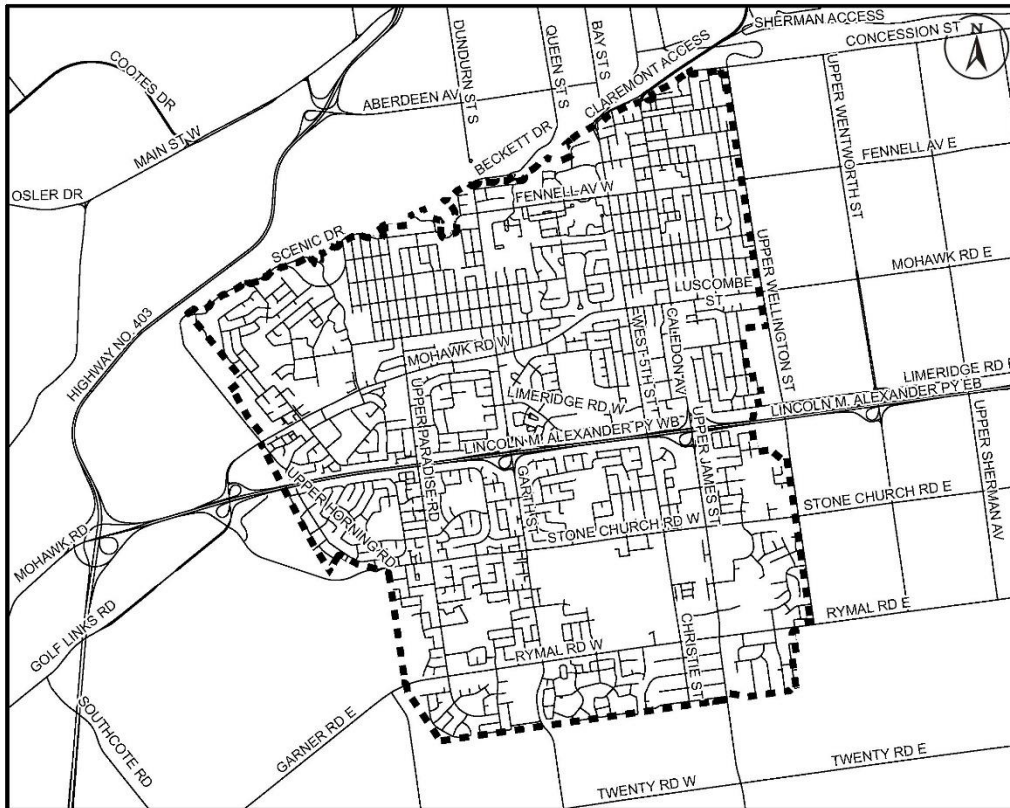 SHERMAN ACCESS
CONCESSION ST
N
DUNDURN ST S
QUEEN ST S
BAY ST S
CLAREMONT ACCESS
COOTES DR
ABERDEEN AV
MAIN ST W
BECKETT DR
UPPER WENTWORTH ST
FENNELL AV E
OSLER DR
FENNELL AV W
SCENIC DR
UPPER WELLINGTON ST
MOHAWK RD E
LUSCOMBE
ST
HIGHWAY NO. 403
MOHAWK RD W
WEST 5TH ST
CALEDON AV
LIMERIDGE RD W
LIMERIDGE RD E
LINCOLN M. ALEXANDER PY EB
LINCOLN M. ALEXANDER PY WB
UPPER PARADISE RD
UPPER JAMES ST
UPPER SHERMAN AV
UPPER HORNING RD
GARTH ST
STONE CHURCH RD E
STONE CHURCH RD W
MOHAWK RD
GOLF LINKS RD
RYMAL RD E
CHRISTIE ST
RYMAL RD W
SOUTHCOTE RD
GARNER RD E
TWENTY RD E
TWENTY RD W